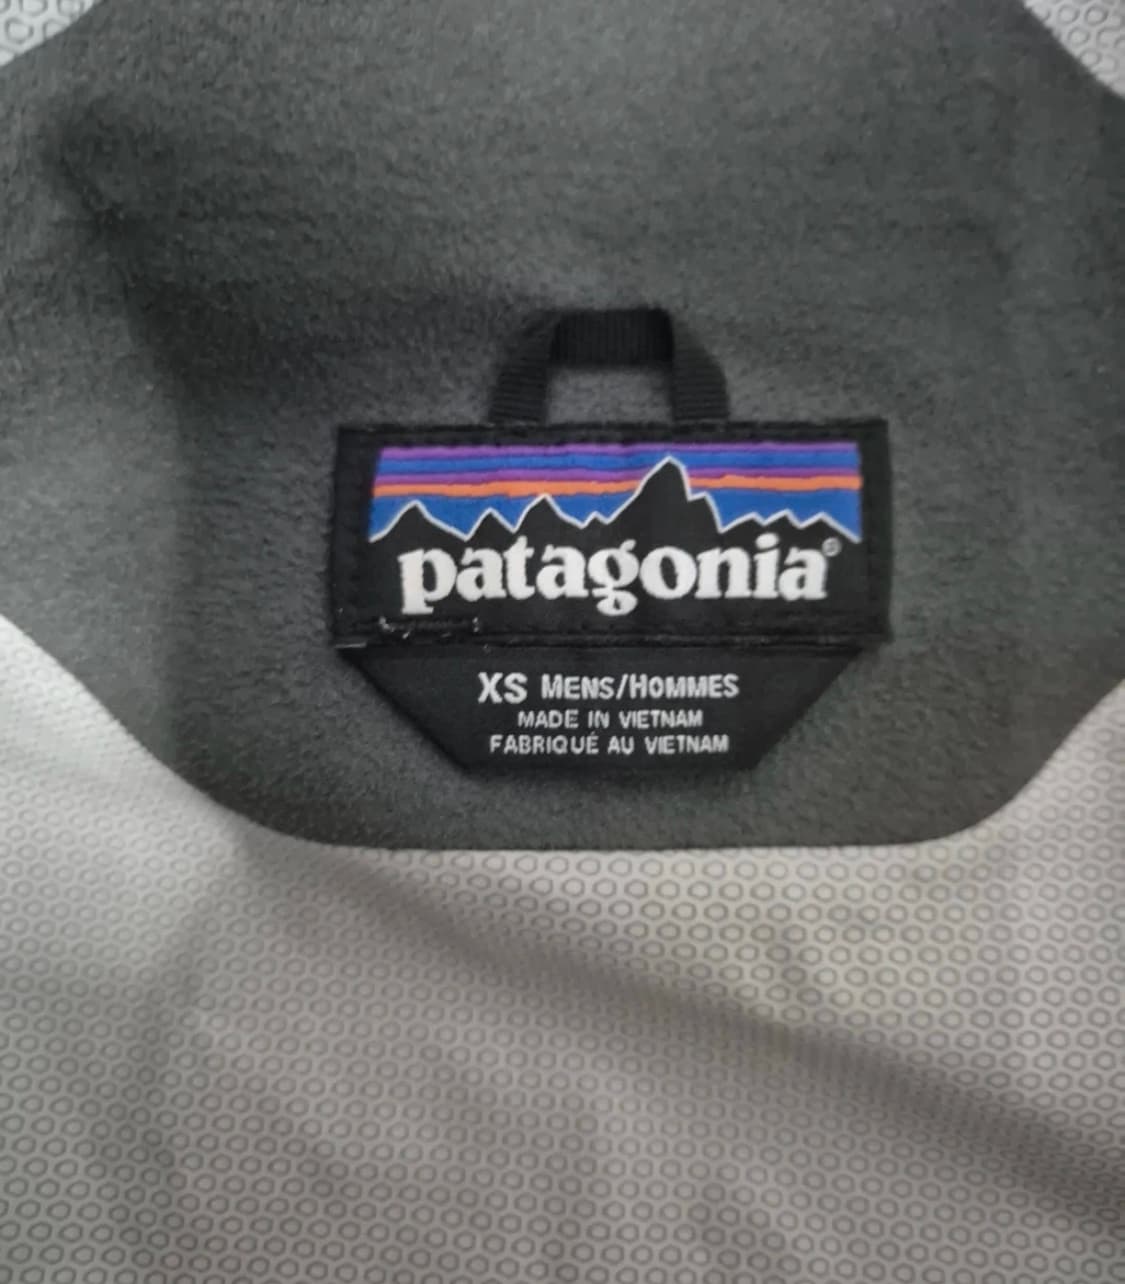 patagonia®
XS MENS/HOMMES
MADE IN VIETNAM
FABRIQUÉ AU VIETNAM